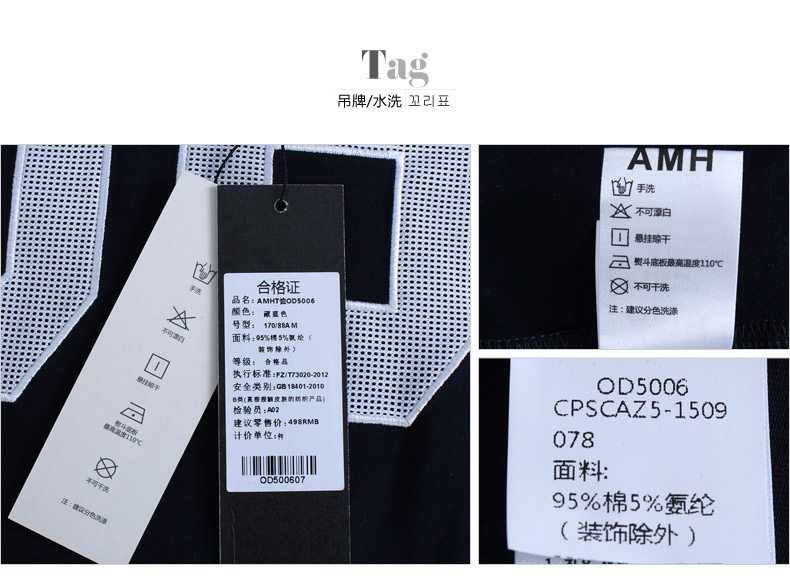 Tag
吊牌/水洗 꼬리표
手洗
不可漂白
悬挂晾干
熨斗底板
最高温度110℃
不可干洗
注：建议分色洗涤
合格证
品名：AMHT恤OD5006
颜色：藏蓝色
号型：170/88A M
面料：95%棉5%氨纶（
装饰除外）
等级：合格品
执行标准:FZ/T73020-2012
安全类别:GB18401-2010
B类(直接接触皮肤的纺织产品)
检验员:A02
建议零售价:498RMB
计价单位:件
OD500607
AMH
手洗
不可漂白
悬挂晾干
熨斗底板最高温度110℃
不可干洗
注：建议分色洗涤
OD5006
CPSCAZ5-1509
078
面料:
95%棉5%氨纶
（装饰除外）